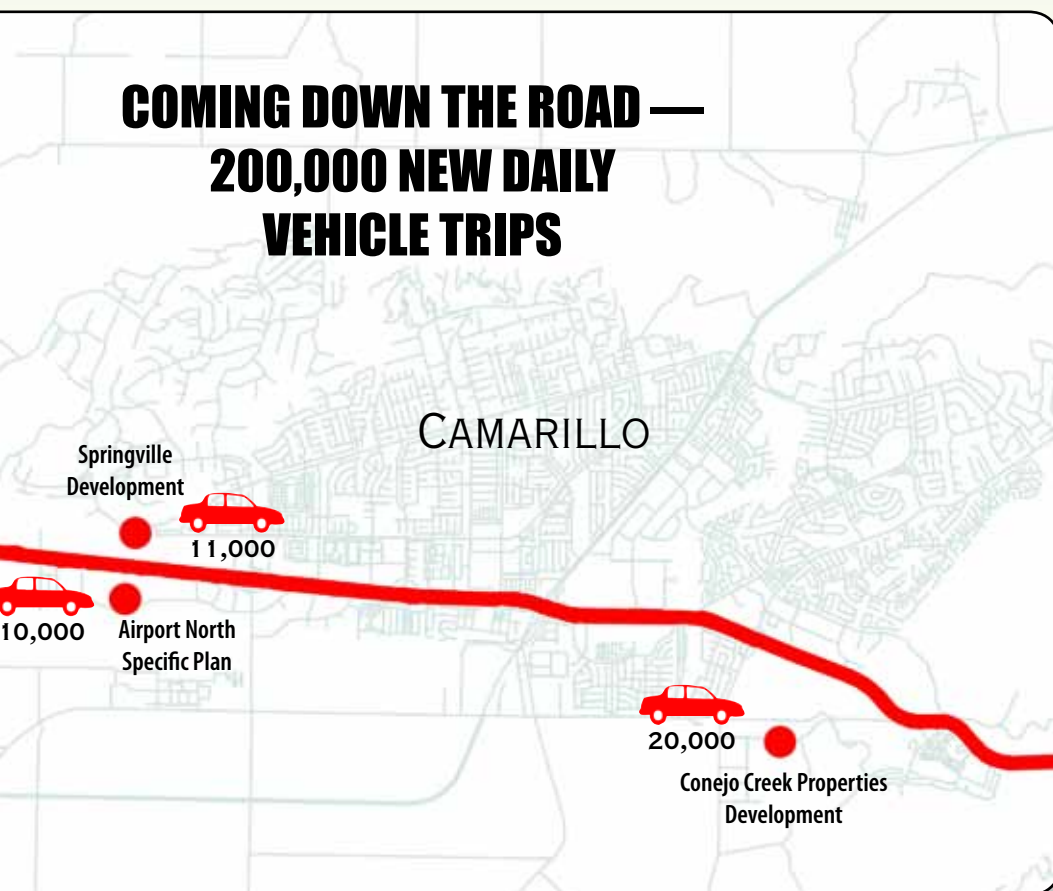 COMING DOWN THE ROAD —
200,000 NEW DAILY
VEHICLE TRIPS
CAMARILLO
Springville
Development
11,000
10,000
Airport North
Specific Plan
20,000
Conejo Creek Properties
Development